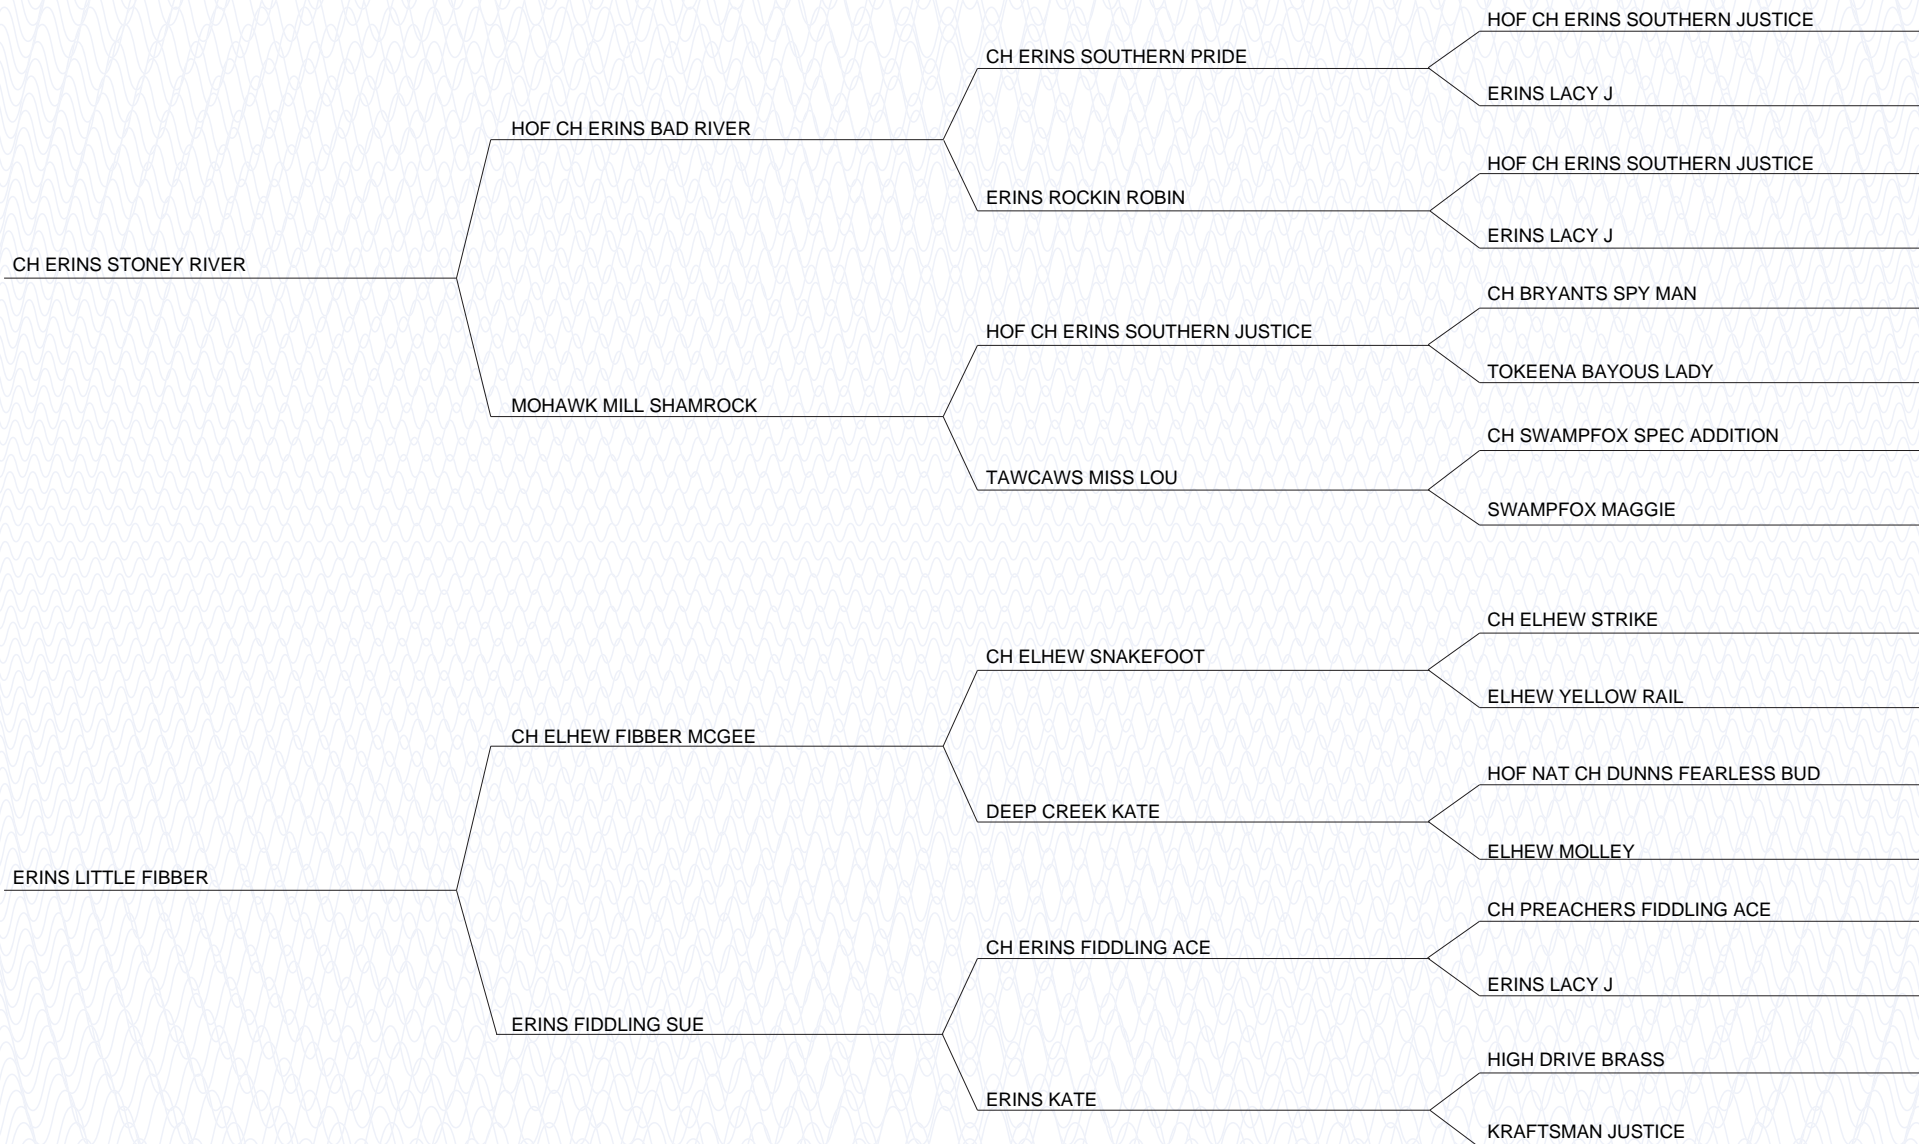 CH ERINS STONEY RIVER
HOF CH ERINS BAD RIVER
CH ERINS SOUTHERN PRIDE
HOF CH ERINS SOUTHERN JUSTICE
ERINS LACY J
ERINS ROCKIN ROBIN
HOF CH ERINS SOUTHERN JUSTICE
ERINS LACY J
MOHAWK MILL SHAMROCK
HOF CH ERINS SOUTHERN JUSTICE
CH BRYANTS SPY MAN
TOKEENA BAYOUS LADY
TAWCAWS MISS LOU
CH SWAMPFOX SPEC ADDITION
SWAMPFOX MAGGIE
ERINS LITTLE FIBBER
CH ELHEW FIBBER MCGEE
CH ELHEW SNAKEFOOT
CH ELHEW STRIKE
ELHEW YELLOW RAIL
DEEP CREEK KATE
HOF NAT CH DUNNS FEARLESS BUD
ELHEW MOLLEY
ERINS FIDDLING SUE
CH ERINS FIDDLING ACE
CH PREACHERS FIDDLING ACE
ERINS LACY J
ERINS KATE
HIGH DRIVE BRASS
KRAFTSMAN JUSTICE